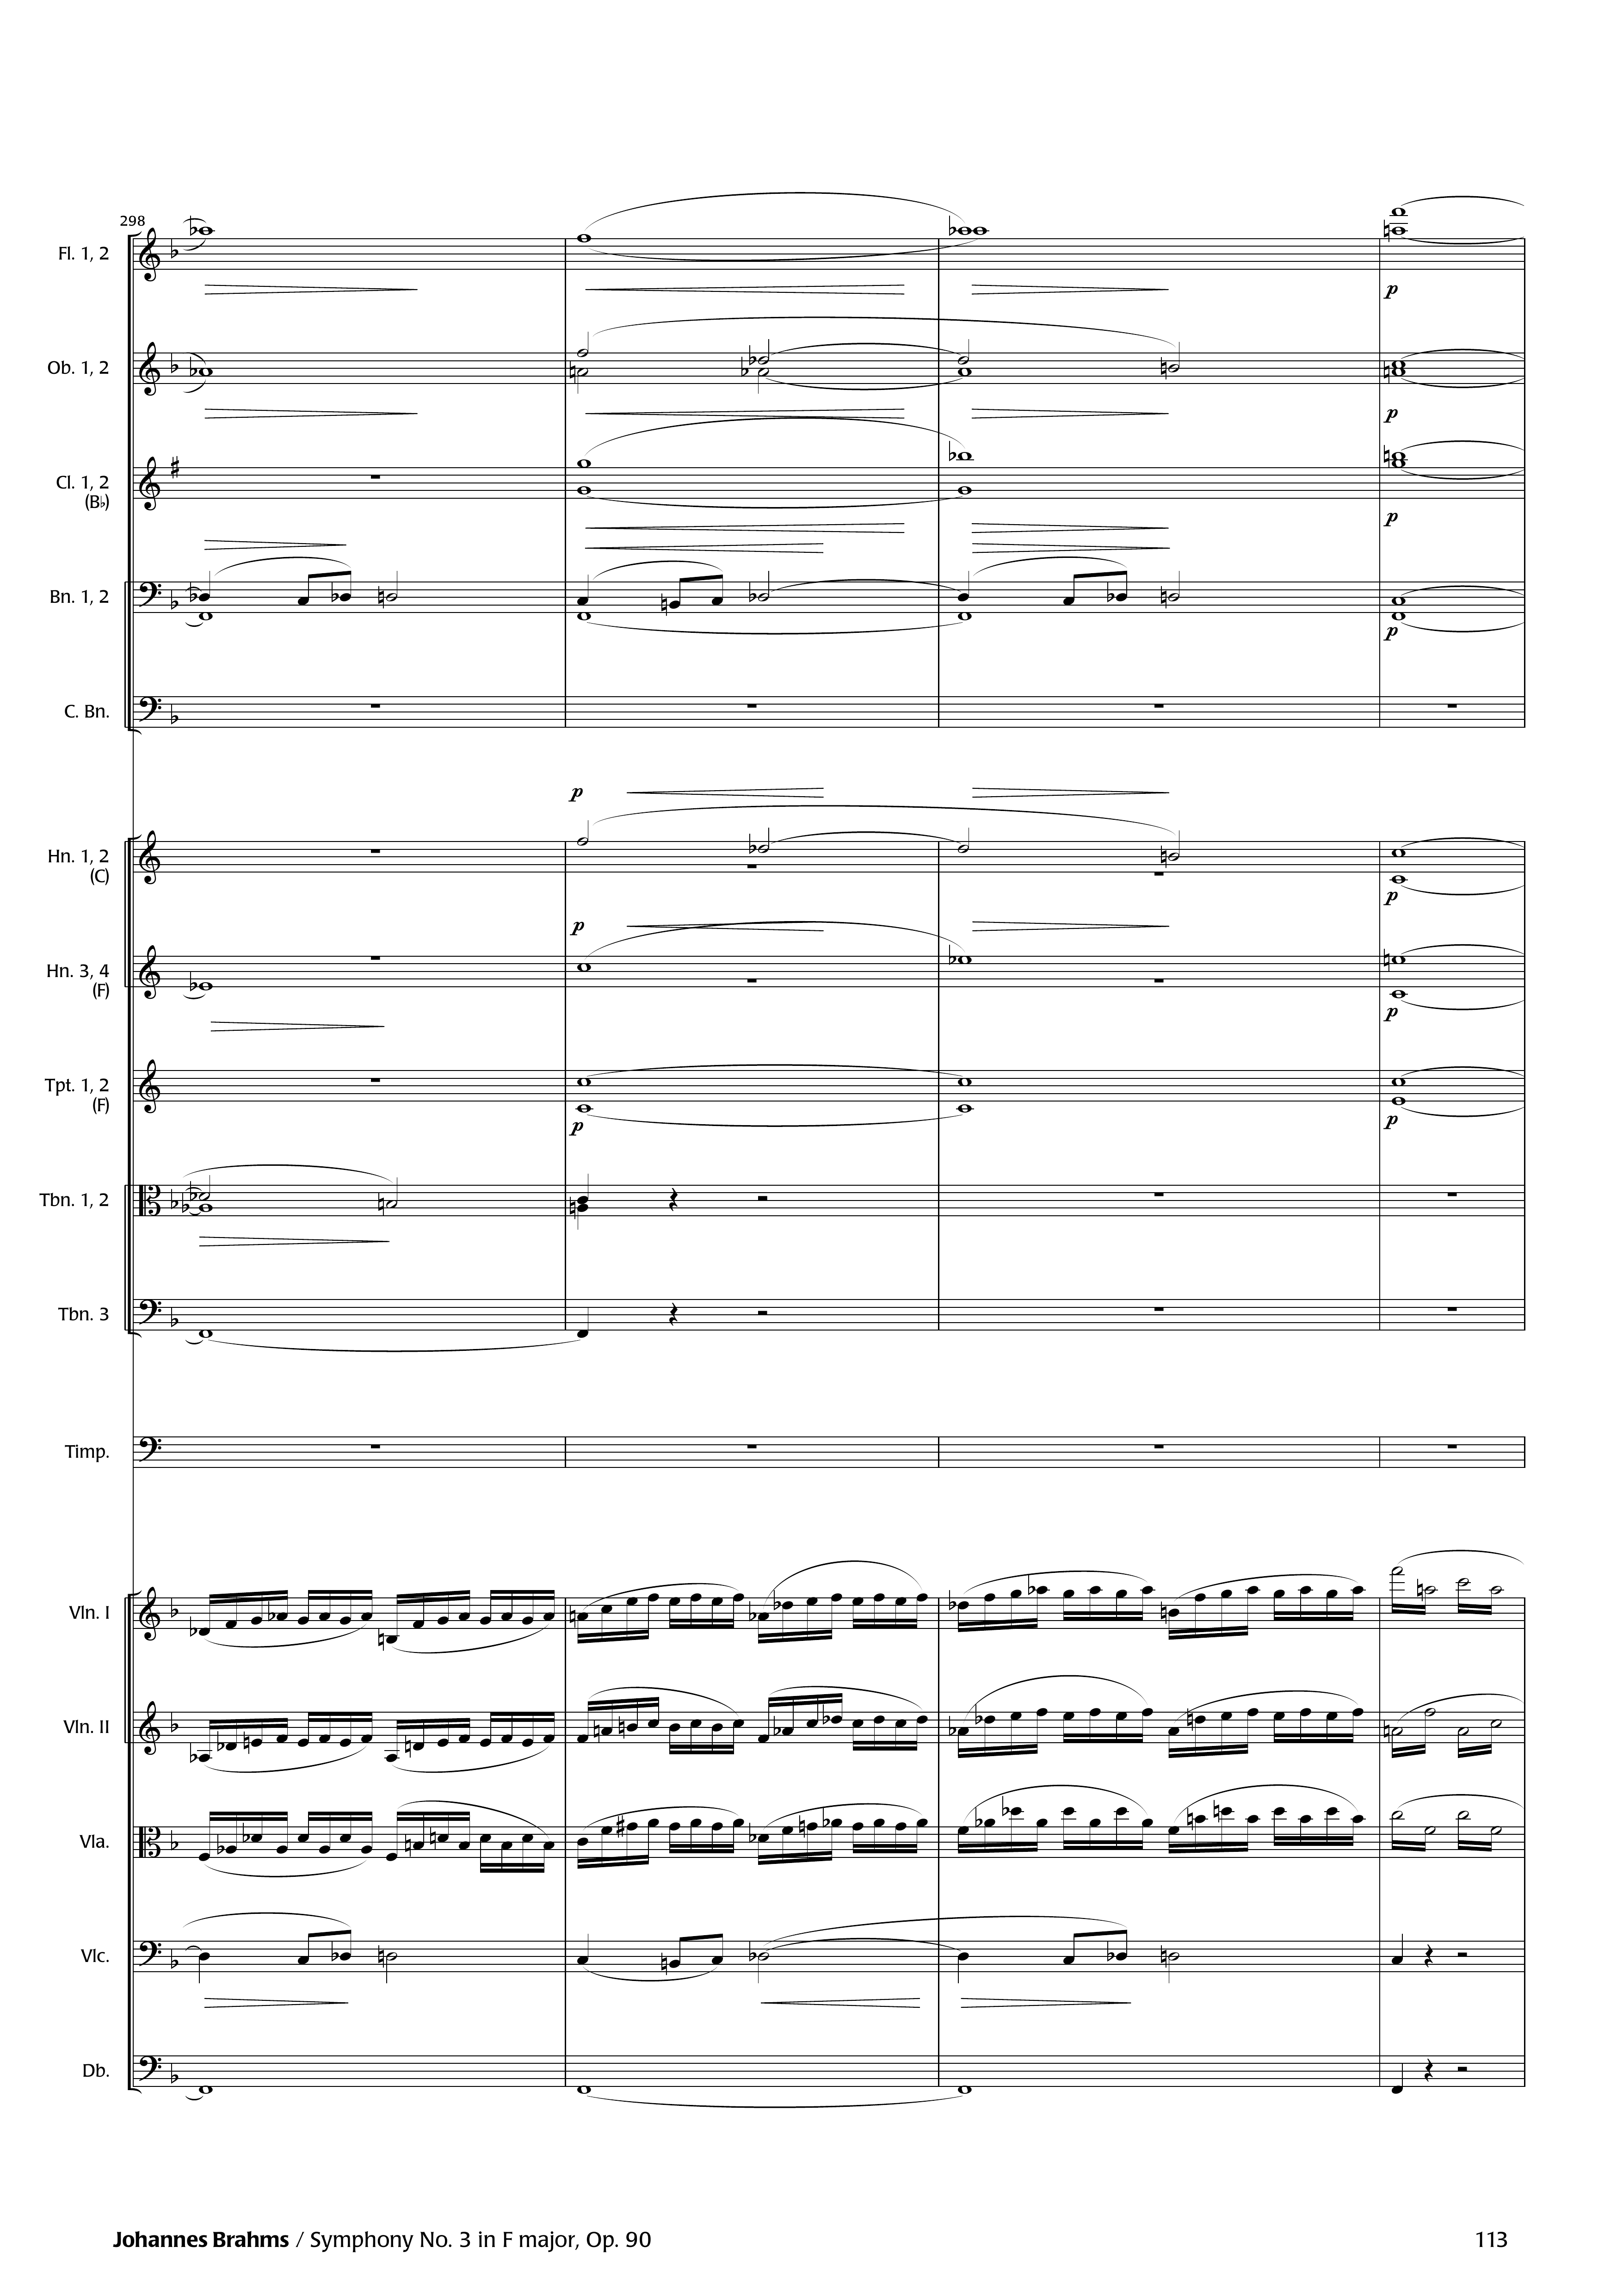 298
Fl. 1, 2
p
Ob. 1, 2
p
Cl. 1, 2
(B♭)
p
Bn. 1, 2
p
C. Bn.
p
Hn. 1, 2
(C)
p
p
Hn. 3, 4
(F)
p
Tpt. 1, 2
(F)
p
p
Tbn. 1, 2
Tbn. 3
Timp.
Vln. I
Vln. II
Vla.
Vlc.
Db.
Johannes Brahms / Symphony No. 3 in F major, Op. 90
113